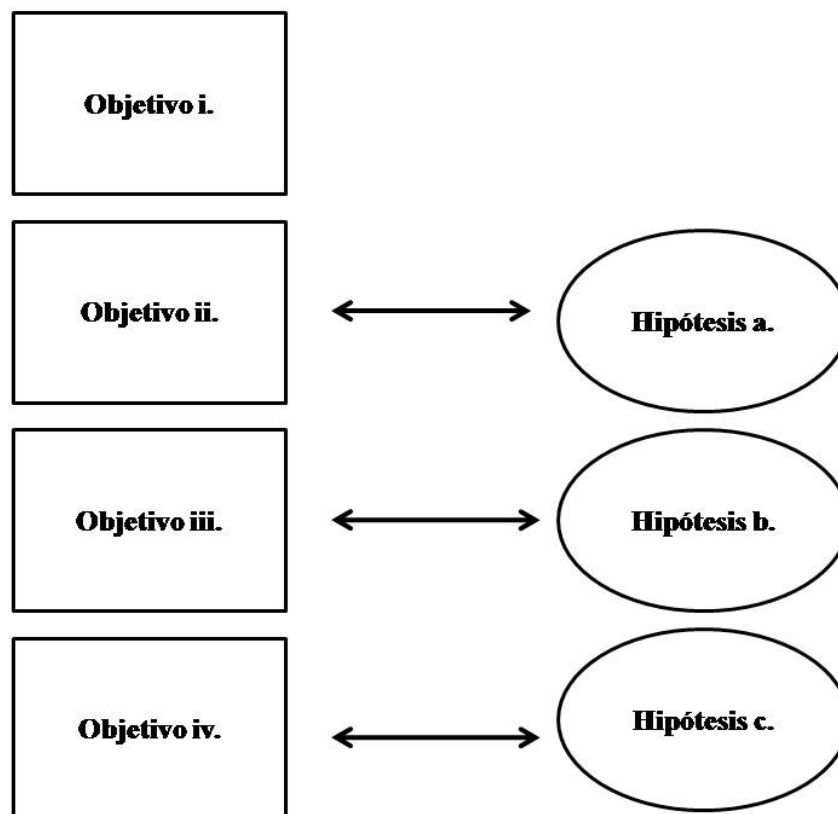 Objetivo i.
Objetivo ii.
Hipótesis a.
Objetivo iii.
Hipótesis b.
Objetivo iv.
Hipótesis c.